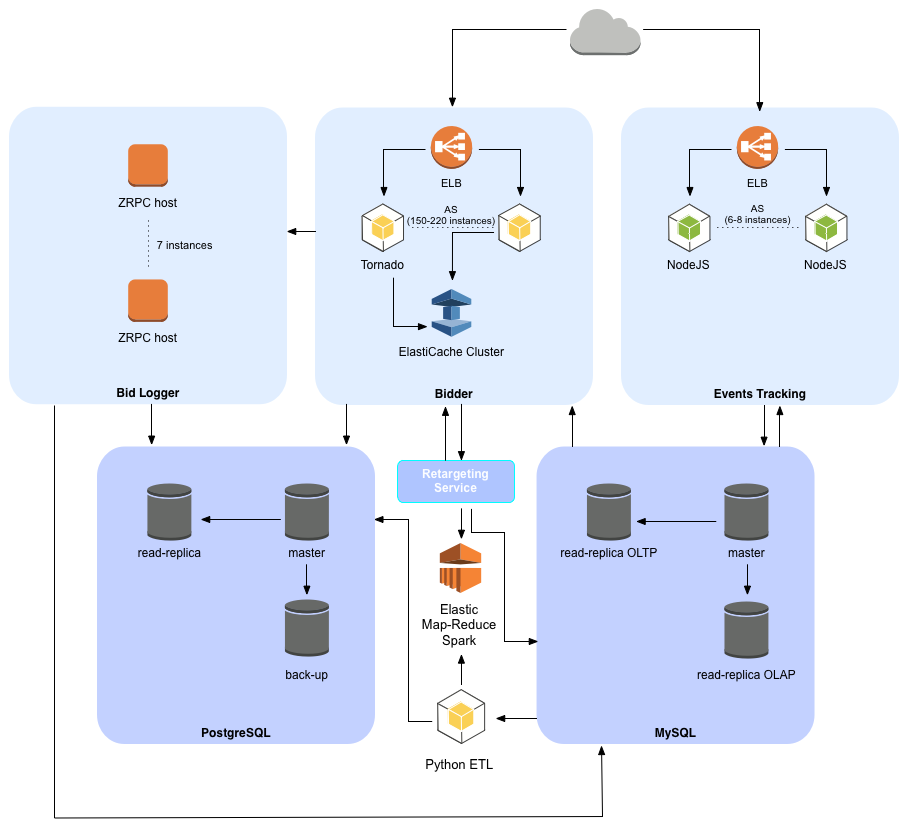 ELB
ELB
ZRPC host
AS
(150-220 instances)
AS
(6-8 instances)
7 instances
Tornado
NodeJS
NodeJS
ZRPC host
ElastiCache Cluster
Bid Logger
Bidder
Events Tracking
Retargeting
Service
read-replica
master
read-replica OLTP
master
Elastic
Map-Reduce
Spark
back-up
read-replica OLAP
PostgreSQL
MySQL
Python ETL